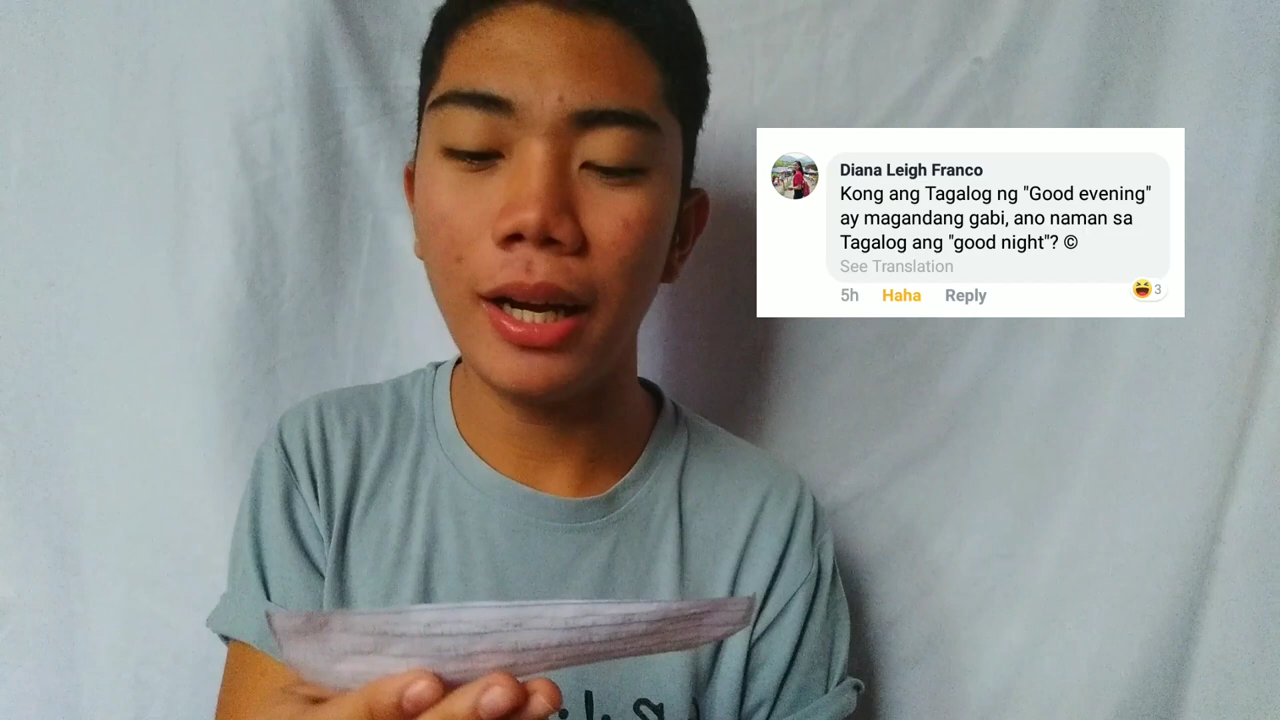 Diana Leigh Franco
Kong ang Tagalog ng "Good evening"
ay magandang gabi, ano naman sa
Tagalog ang "good night"? ©
See Translation
5h Haha Reply
3